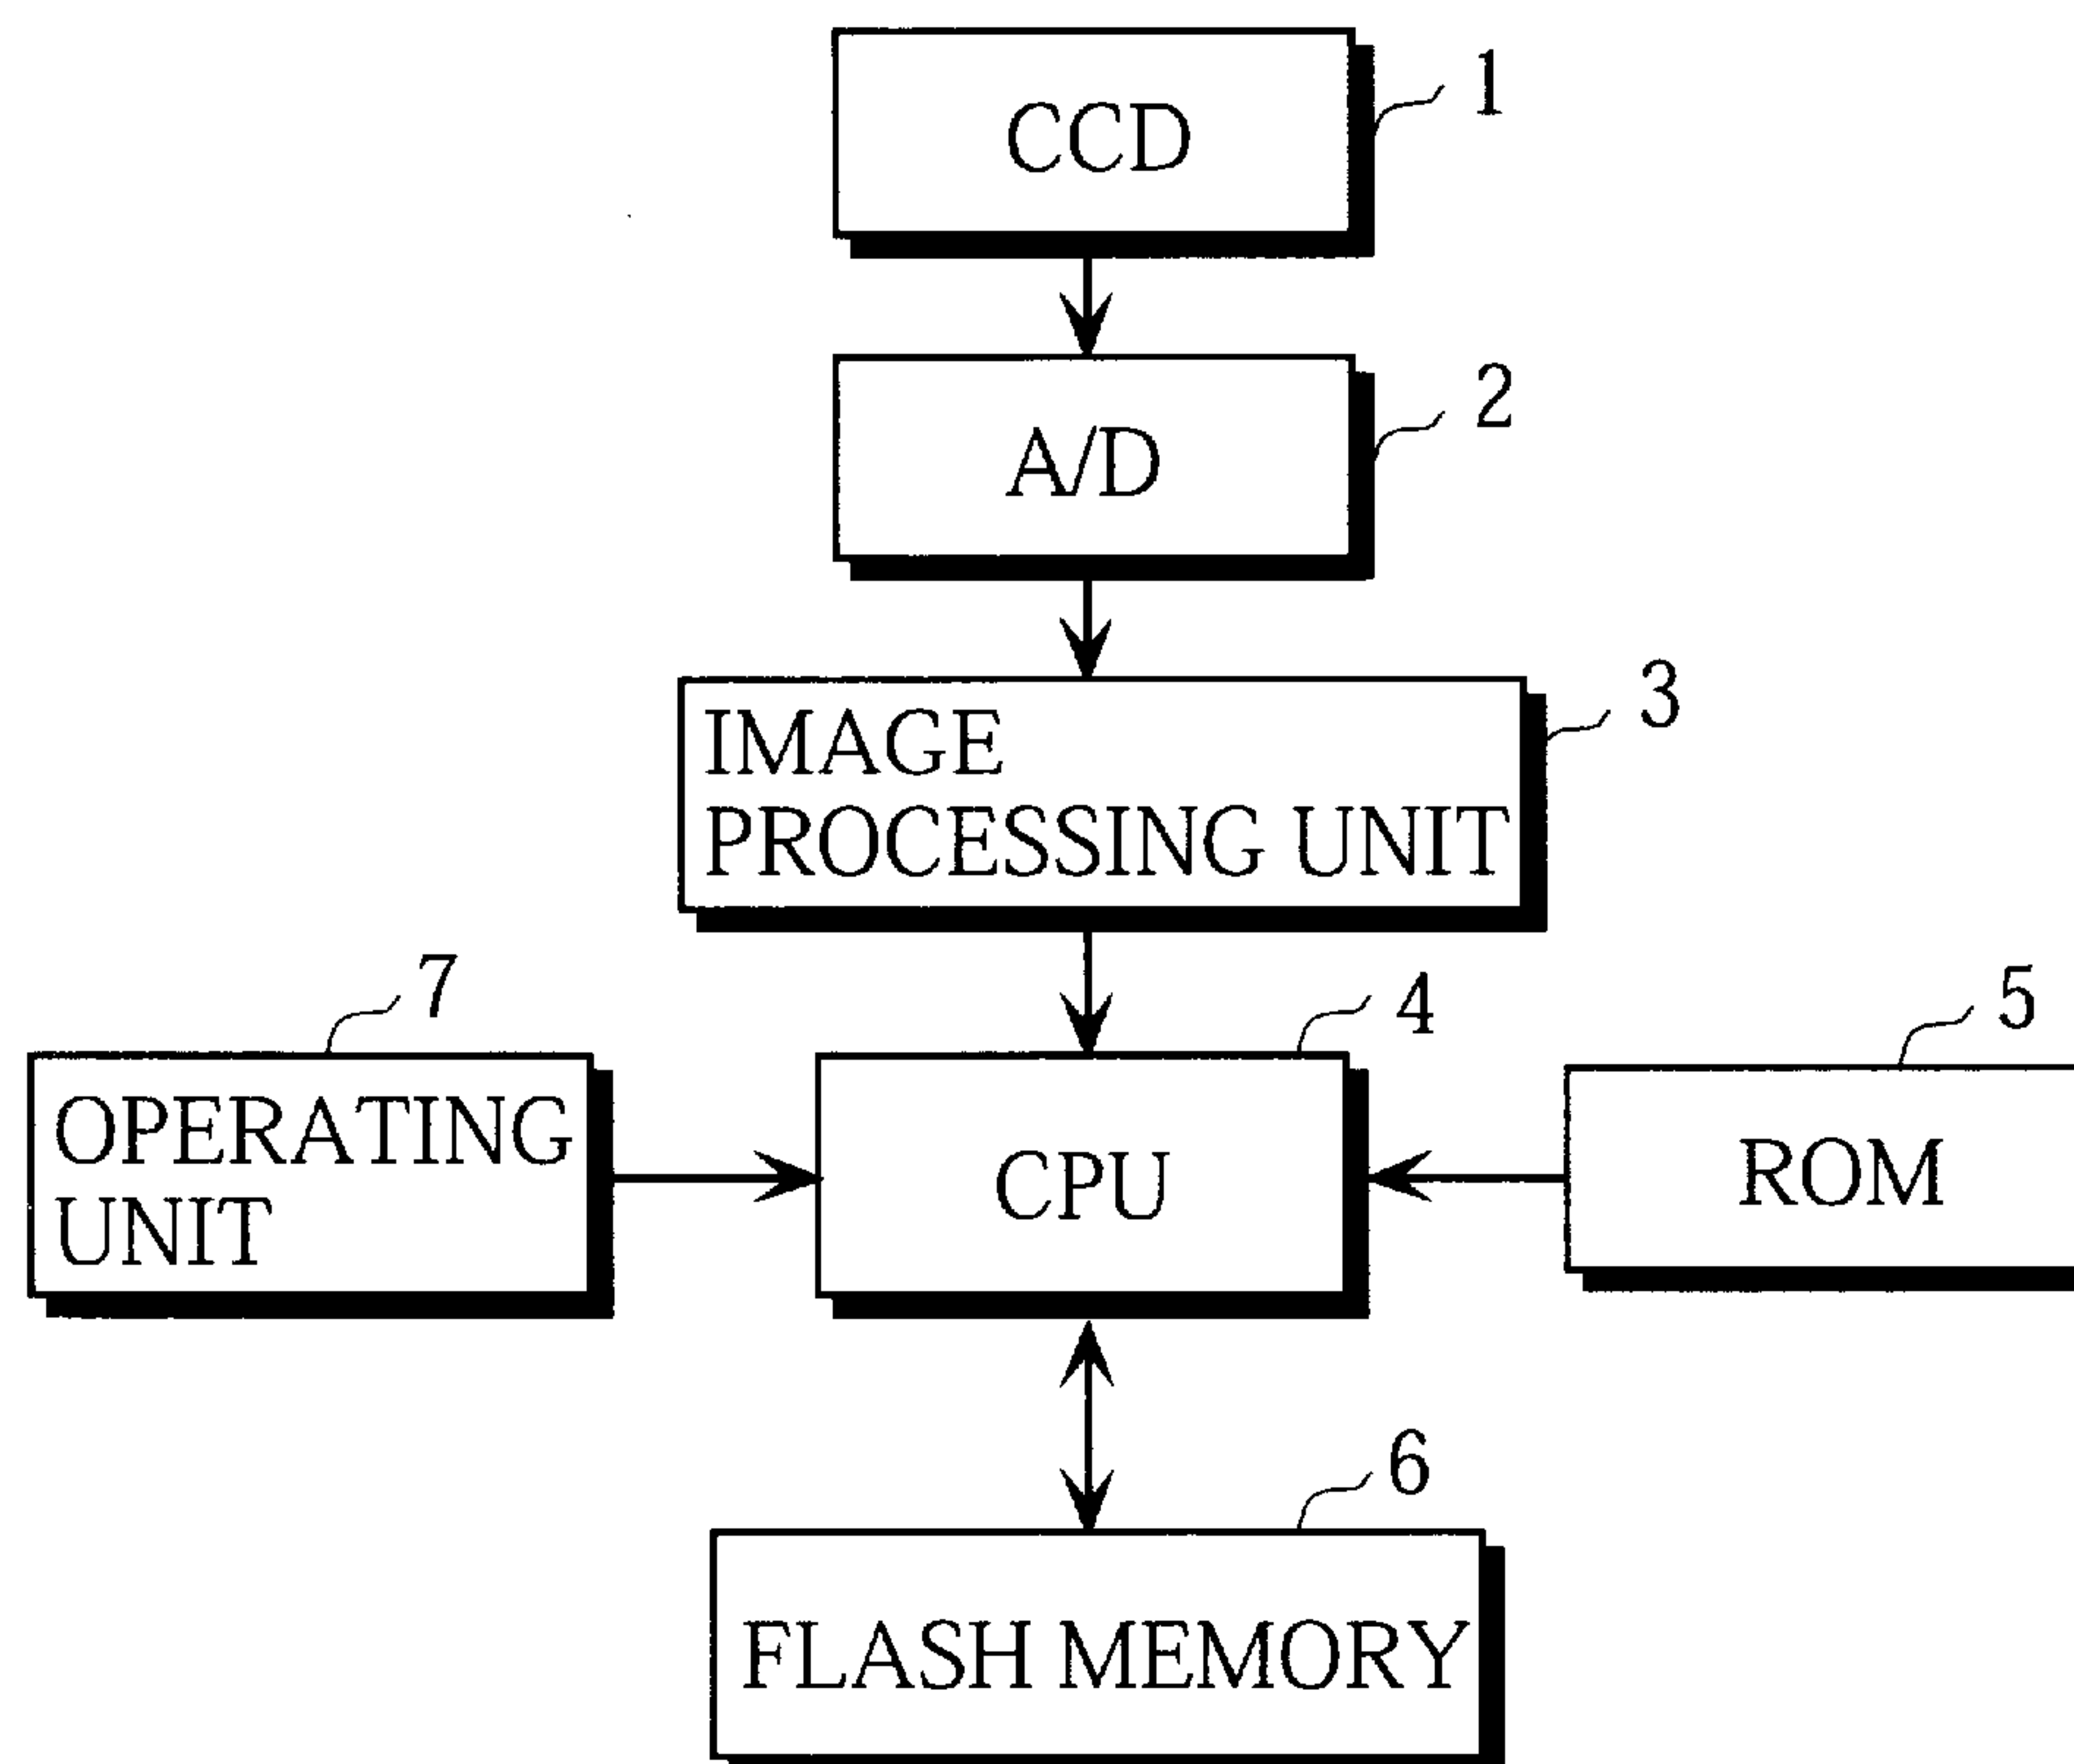 CCD
1
A/D
2
IMAGE
PROCESSING UNIT
3
7
4
5
OPERATING
UNIT
CPU
ROM
6
FLASH MEMORY